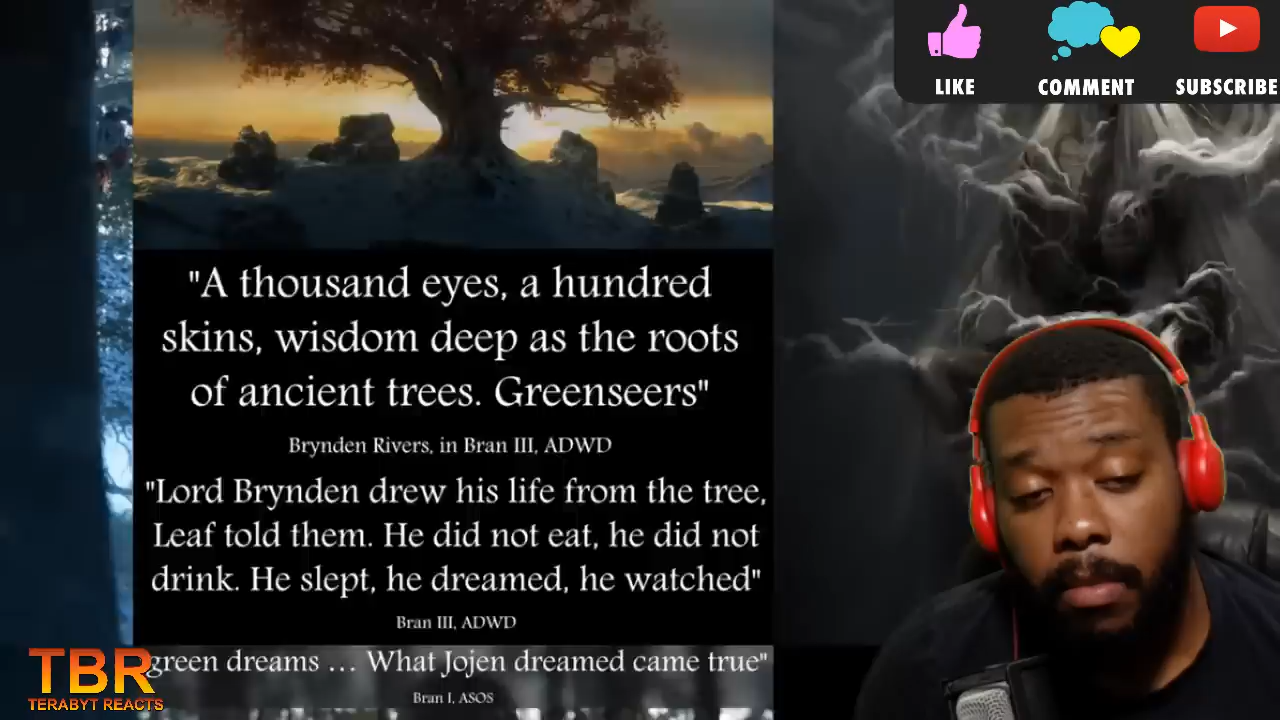 LIKE
COMMENT
SUBSCRIBE
"A thousand eyes, a hundred
skins, wisdom deep as the roots
of ancient trees. Greenseers"
Brynden Rivers, in Bran III, ADWD
"Lord Brynden drew his life from the tree,
Leaf told them. He did not eat, he did not
drink. He slept, he dreamed, he watched"
Bran III, ADWD
green dreams … What Jojen dreamed came true"
Bran I, ASOS
TBR
TERABYT REACTS